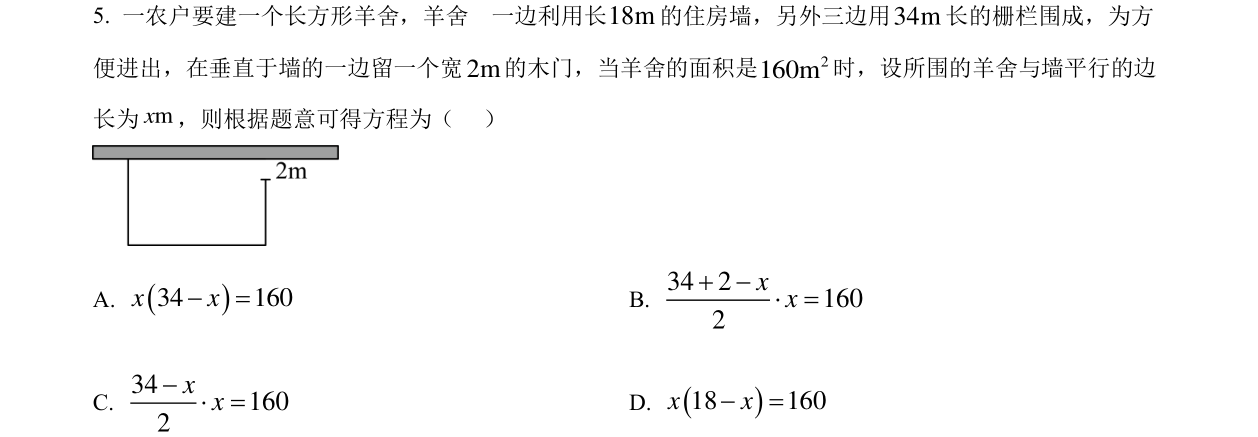 5. 一农户要建一个长方形羊舍，羊舍 一边利用长18m 的住房墙，另外三边用34m 长的栅栏围成，为方
便进出，在垂直于墙的一边留一个宽 2m 的木门，当羊舍的面积是160m² 时，设所围的羊舍与墙平行的边
长为 xm ，则根据题意可得方程为（ ）
2m
A. x(34−x)=160 B. \frac{34+2−x}{2}·x=160
C. \frac{34−x}{2}·x=160 D. x(18−x)=160